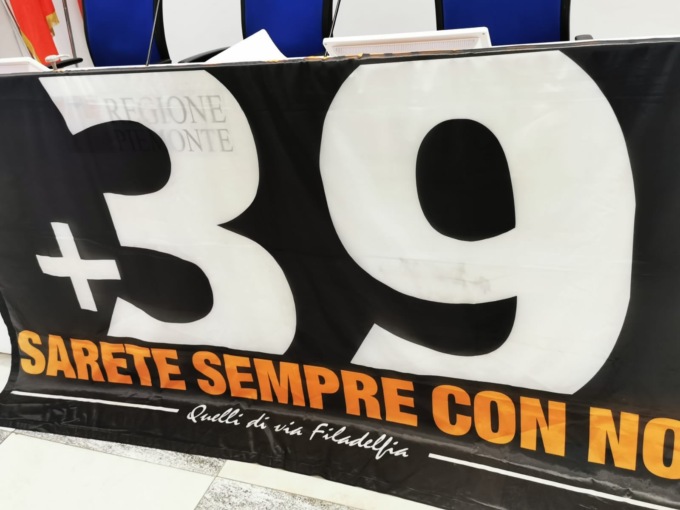 REGIONE
PIEMONTE
+39
SARETE SEMPRE CON NO
Quelli di via Filadelfia